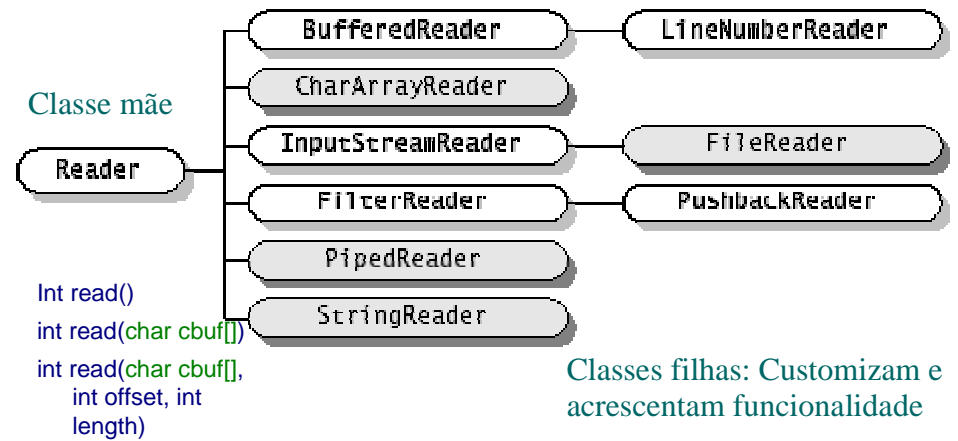 BufferedReader
LineNumberReader
CharArrayReader
Classe mãe
InputStreamReader
FileReader
Reader
FilterReader
PushbackReader
PipedReader
StringReader
Int read()
int read(char cbuf[])
int read(char cbuf[],
int offset, int
length)
Classes filhas: Customizam e
acrescentam funcionalidade